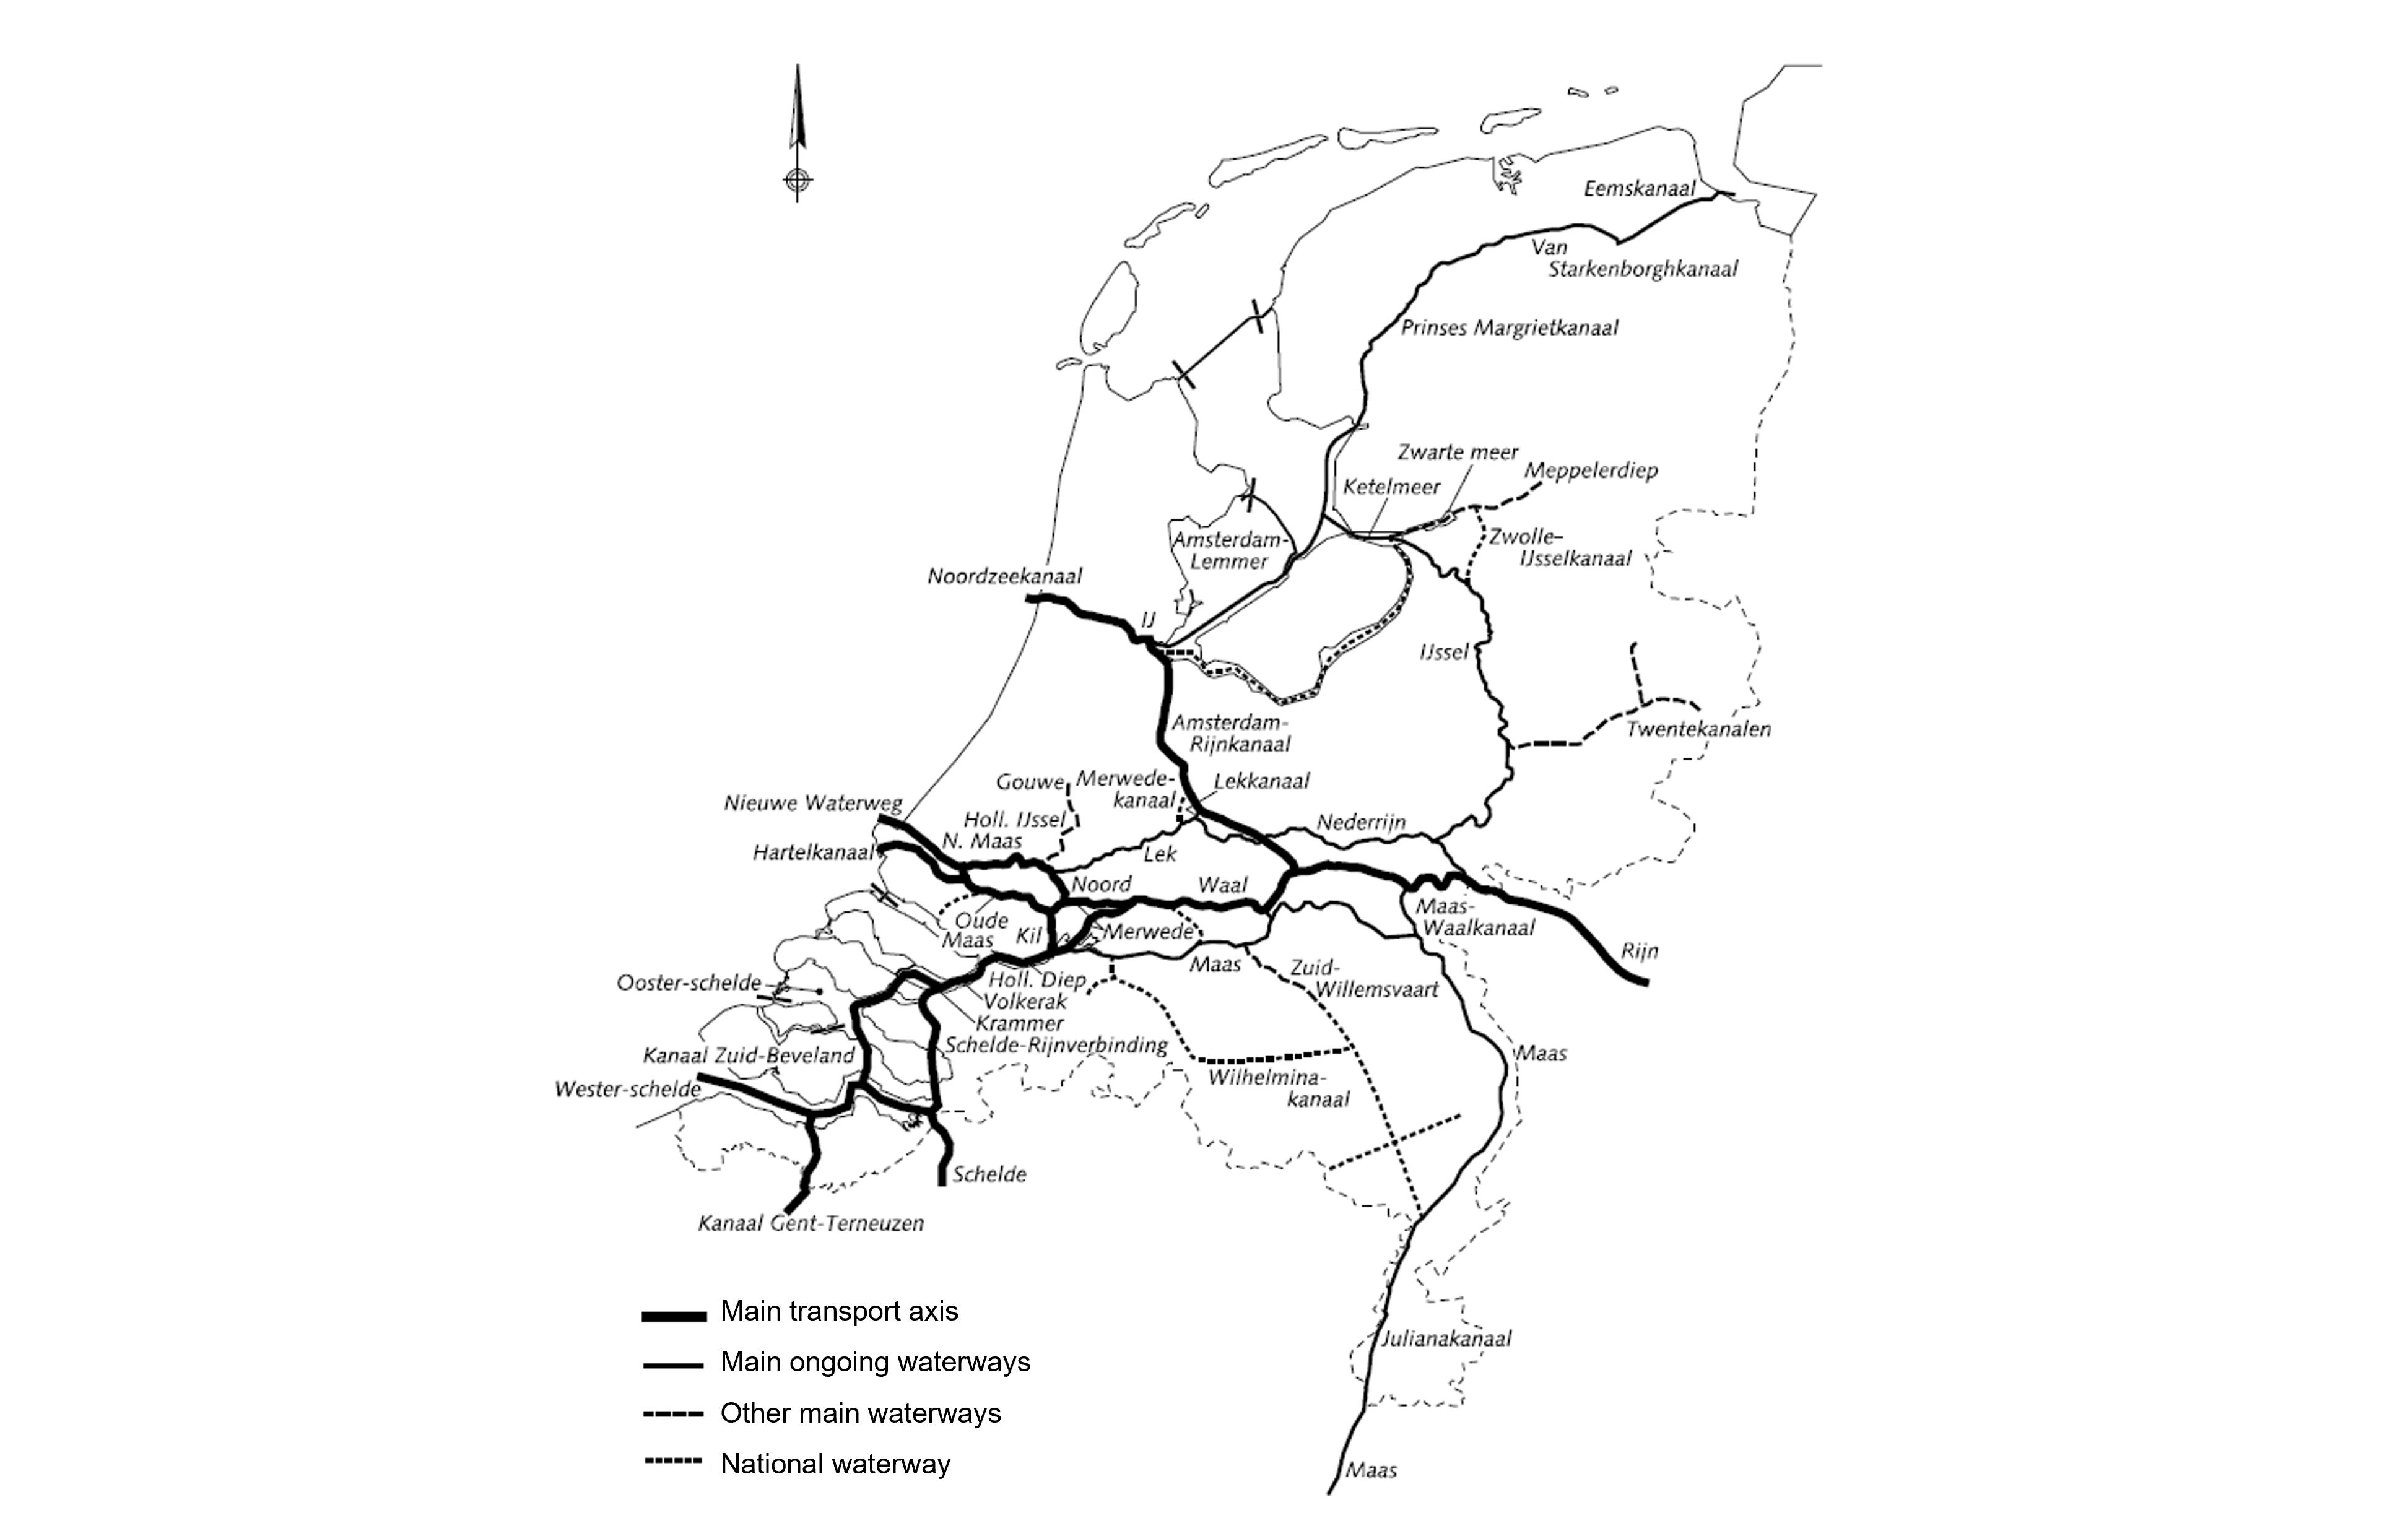 Eemskanaal
Van
Starkenborghkanaal
Prinses Margrietkanaal
Zwarte meer
Meppelerdiep
Ketelmeer
Amsterdam-
Lemmer
Zwolle-
IJsselkanaal
Noordzeekanaal
IJ
IJssel
Amsterdam-
Rijnkanaal
Twentekanalen
Gouwe
Merwede-
kanaal
Lekkanaal
Nieuwe Waterweg
Holl. IJssel
Nederrijn
N. Maas
Hartelkanaal
Lek
Noord
Waal
Oude
Maas
Kil
Merwede
Maas-
Waalkanaal
Rijn
Maas
Zuid-
Willemsvaart
Ooster-schelde
Holl. Diep
Volkerak
Krammer
Schelde-Rijnverbinding
Kanaal Zuid-Beveland
Maas
Wester-schelde
Wilhelmina-
kanaal
Schelde
Kanaal Gent-Terneuzen
Main transport axis
Main ongoing waterways
Other main waterways
National waterway
Julianakanaal
Maas